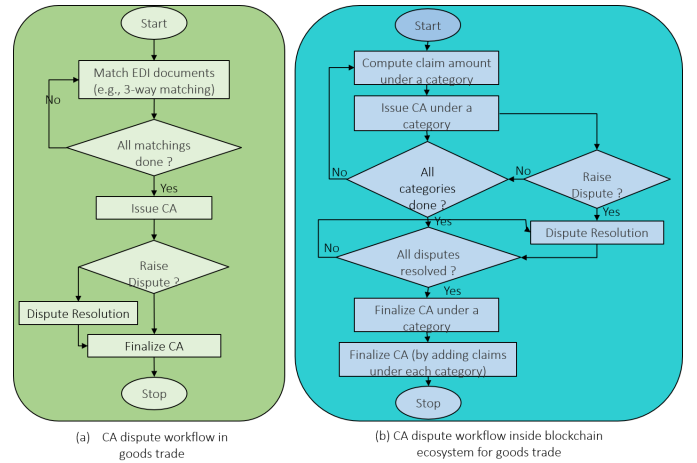 Start
Match EDI documents
(e.g., 3-way matching)
No
All matchings
done ?
Yes
Issue CA
Raise
Dispute ?
Dispute Resolution
Finalize CA
Stop
(a) CA dispute workflow in
goods trade
Start
Compute claim amount
under a category
Issue CA under a
category
No
All
categories
done ?
No
Raise
Dispute ?
Yes
Yes
Dispute Resolution
No
All disputes
resolved ?
Yes
Finalize CA under a
category
Finalize CA (by adding claims
under each category)
Stop
(b) CA dispute workflow inside blockchain
ecosystem for goods trade